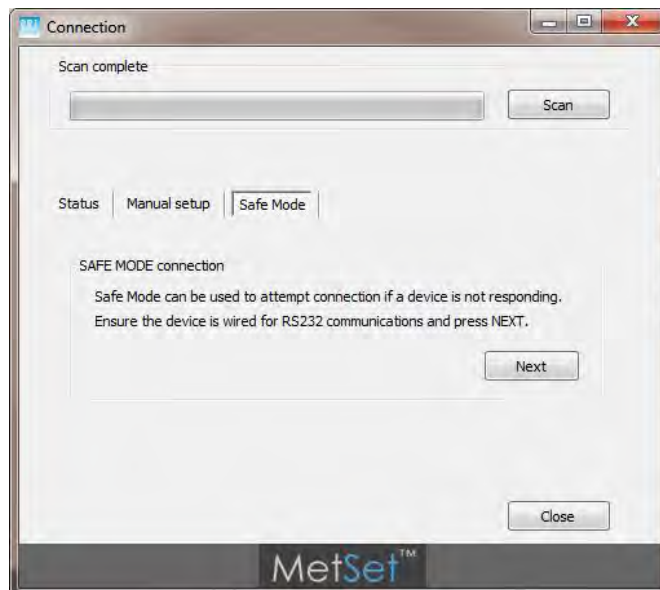 Connection
Scan complete
Scan
Status
Manual setup
Safe Mode
SAFE MODE connection
Safe Mode can be used to attempt connection if a device is not responding.
Ensure the device is wired for RS232 communications and press NEXT.
Next
Close
MetSet™